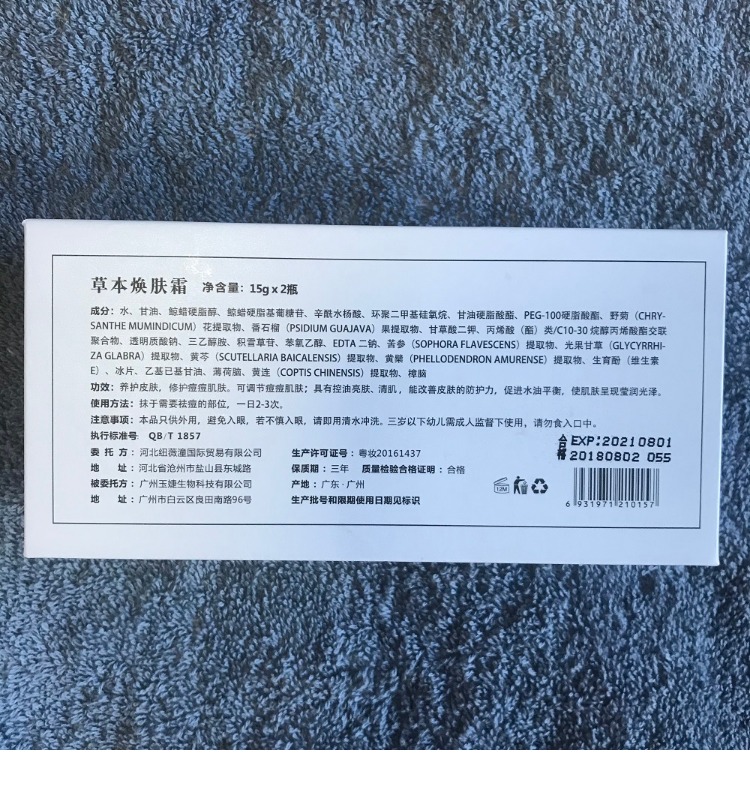 草本焕肤霜 净含量：15g x 2瓶
成分：水、甘油、鲸蜡硬脂醇、鲸蜡硬脂基葡糖苷、辛酰水杨酸、环聚二甲基硅氧烷、甘油硬脂酸酯、PEG-100硬脂酸酯、野菊（CHRY-
SANTHE MUMINDICUM）花提取物、番石榴（PSIDIUM GUAJAVA）果提取物、甘草酸二钾、丙烯酸（酯）类/C10-30 烷醇丙烯酸酯交联
聚合物、透明质酸钠、三乙醇胺、积雪草苷、苯氧乙醇、EDTA 二钠、苦参（SOPHORA FLAVESCENS）提取物、光果甘草（GLYCYRRHI-
ZA GLABRA）提取物、黄芩（SCUTELLARIA BAICALENSIS）提取物、黄檗（PHELLODENDRON AMURENSE）提取物、生育酚（维生素
E）、冰片、乙基已基甘油、薄荷脑、黄连（COPTIS CHINENSIS）提取物、樟脑
功效：养护皮肤，修护痘痘肌肤。可调节痘痘肌肤；具有控油亮肤、清肌，能改善皮肤的防护力，促进水油平衡，使肌肤呈现莹润光泽。
使用方法：抹于需要祛痘的部位，一日2-3次。
注意事项：本品只供外用，避免入眼，若不慎入眼，请即用清水冲洗。三岁以下幼儿需成人监督下使用，请勿食入口中。
执行标准号 QB/T 1857
委托方：河北纽薇潼国际贸易有限公司 生产许可证号：粤妆20161437
地址：河北省沧州市盐山县东城路 保质期：三年 质量检验合格证明：合格
被委托方：广州玉婕生物科技有限公司 产地：广东·广州
地址：广州市白云区良田南路96号 生产批号和限期使用日期见标识
合格 EXP:20210801
20180802 055
12M
6 931971 210157